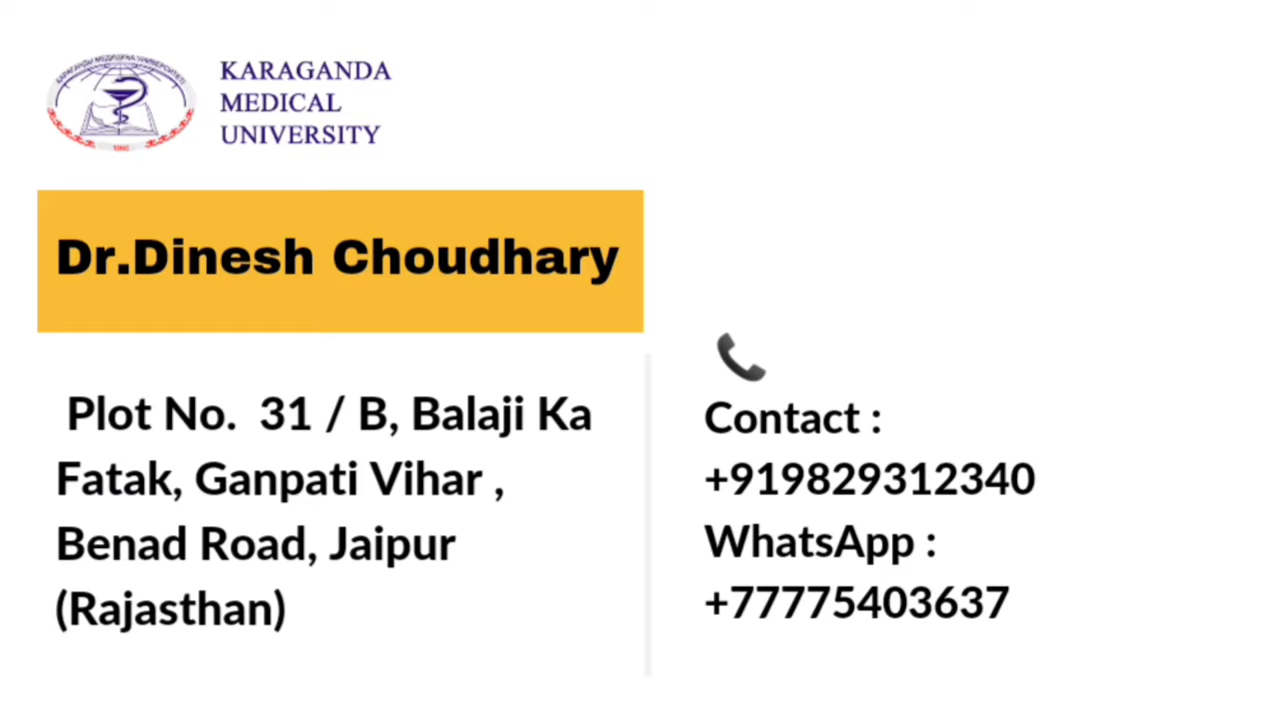 KARAGANDA
MEDICAL
UNIVERSITY
Dr.Dinesh Choudhary
Plot No. 31 / B, Balaji Ka
Fatak, Ganpati Vihar ,
Benad Road, Jaipur
(Rajasthan)
Contact :
+919829312340
WhatsApp :
+77775403637